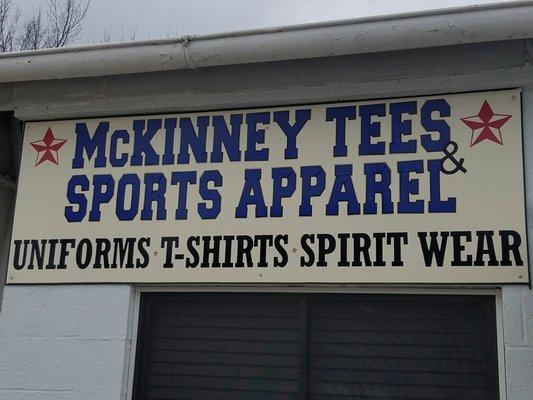 McKINNEY TEES &
SPORTS APPAREL
UNIFORMS * T-SHIRTS * SPIRIT WEAR